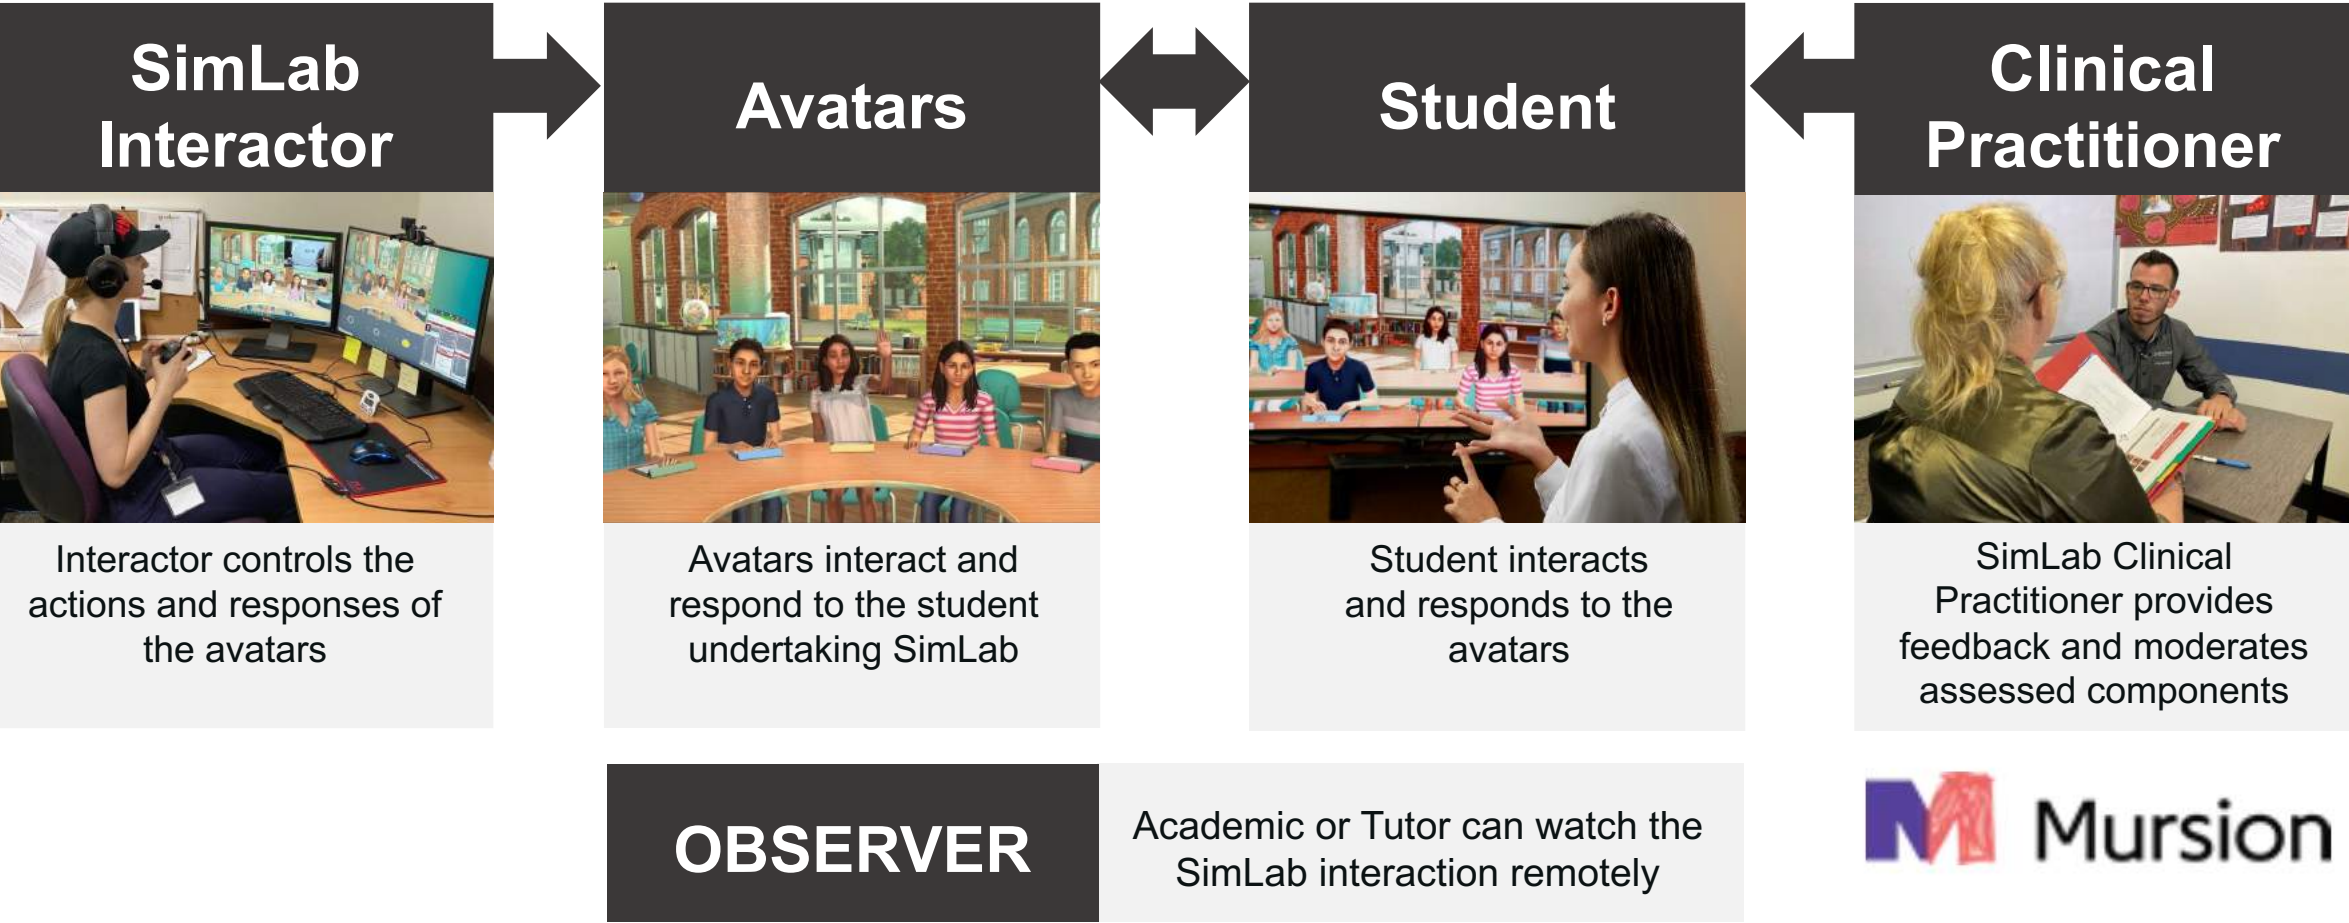 SimLab
Interactor
Avatars
Student
Clinical
Practitioner
Interactor controls the
actions and responses of
the avatars
Avatars interact and
respond to the student
undertaking SimLab
Student interacts
and responds to the
avatars
SimLab Clinical
Practitioner provides
feedback and moderates
assessed components
OBSERVER
Academic or Tutor can watch the
SimLab interaction remotely
Mursion